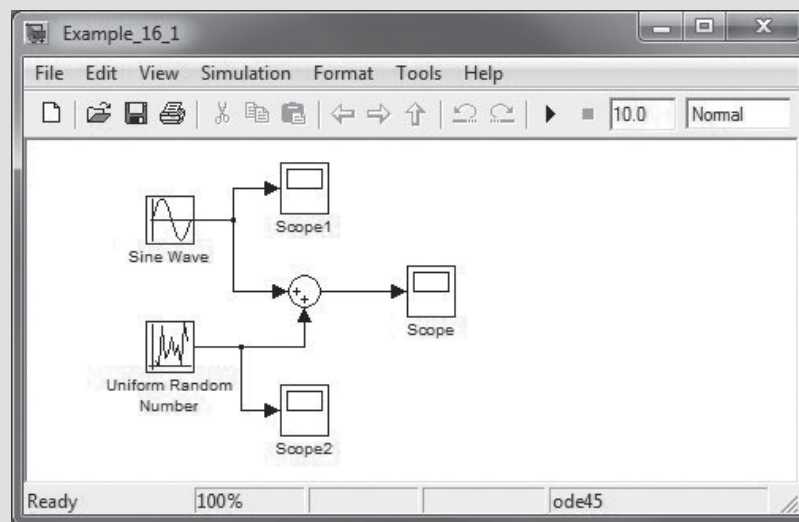 Example_16_1
File Edit View Simulation Format Tools Help
10.0 Normal
Scope1
Sine Wave
Scope
Uniform Random
Number
Scope2
Ready 100% ode45